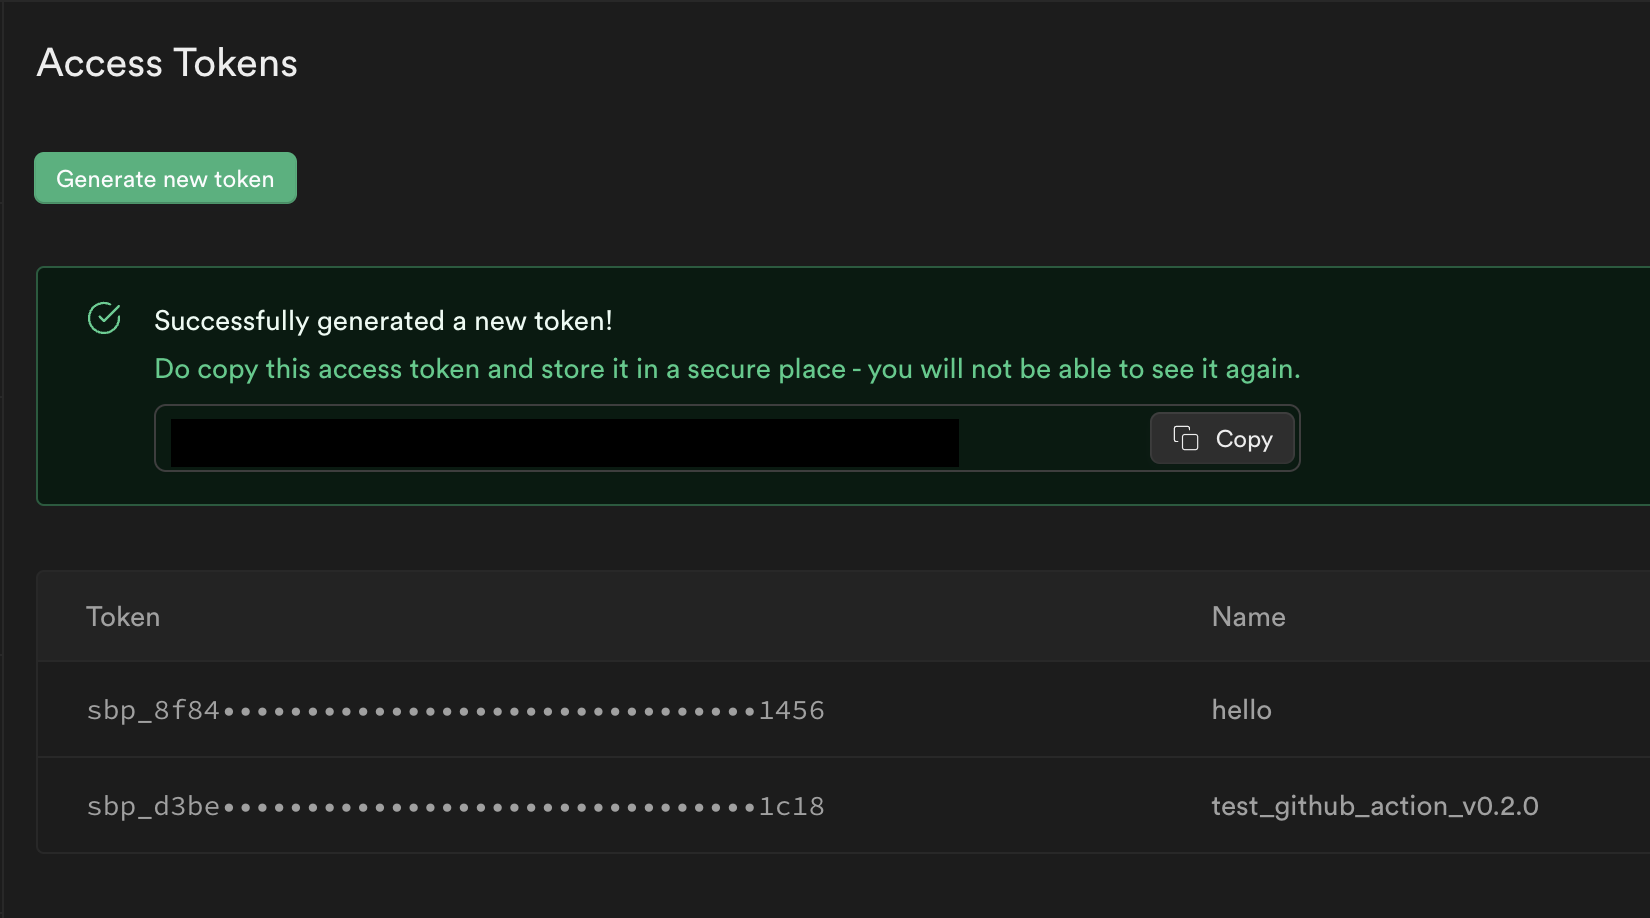 Access Tokens
Generate new token
Successfully generated a new token!
Do copy this access token and store it in a secure place - you will not be able to see it again.
Copy
Token Name
sbp_8f84••••••••••••••••••••••••••••••••1456 hello
sbp_d3be••••••••••••••••••••••••••••••••1c18 test_github_action_v0.2.0